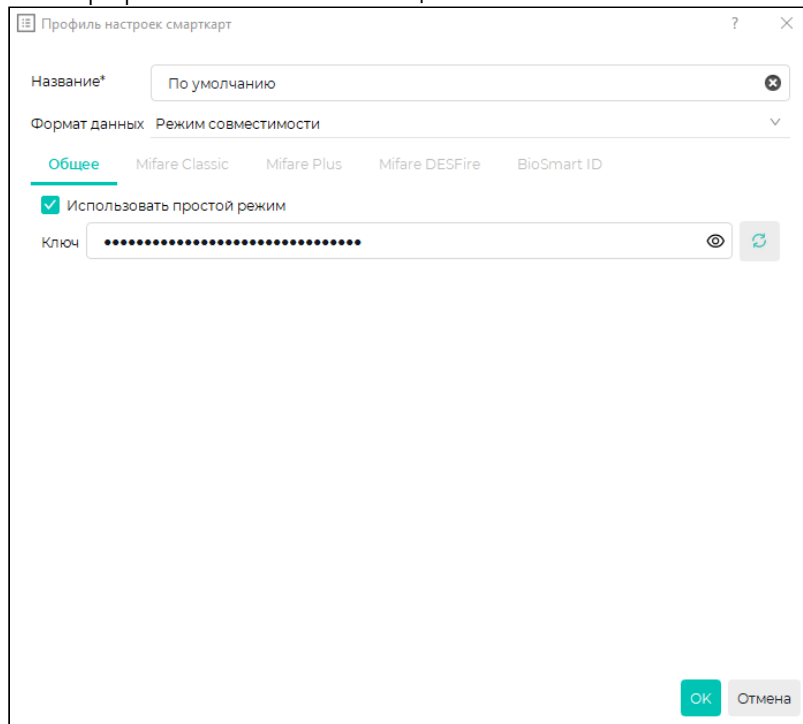 Профиль настроек смарткарт ?
Название* По умолчанию
Формат данных Режим совместимости
Общее Mifare Classic Mifare Plus Mifare DESFire BioSmart ID
Использовать простой режим
Ключ ••••••••••••••••••••••••••••••••
OK Отмена